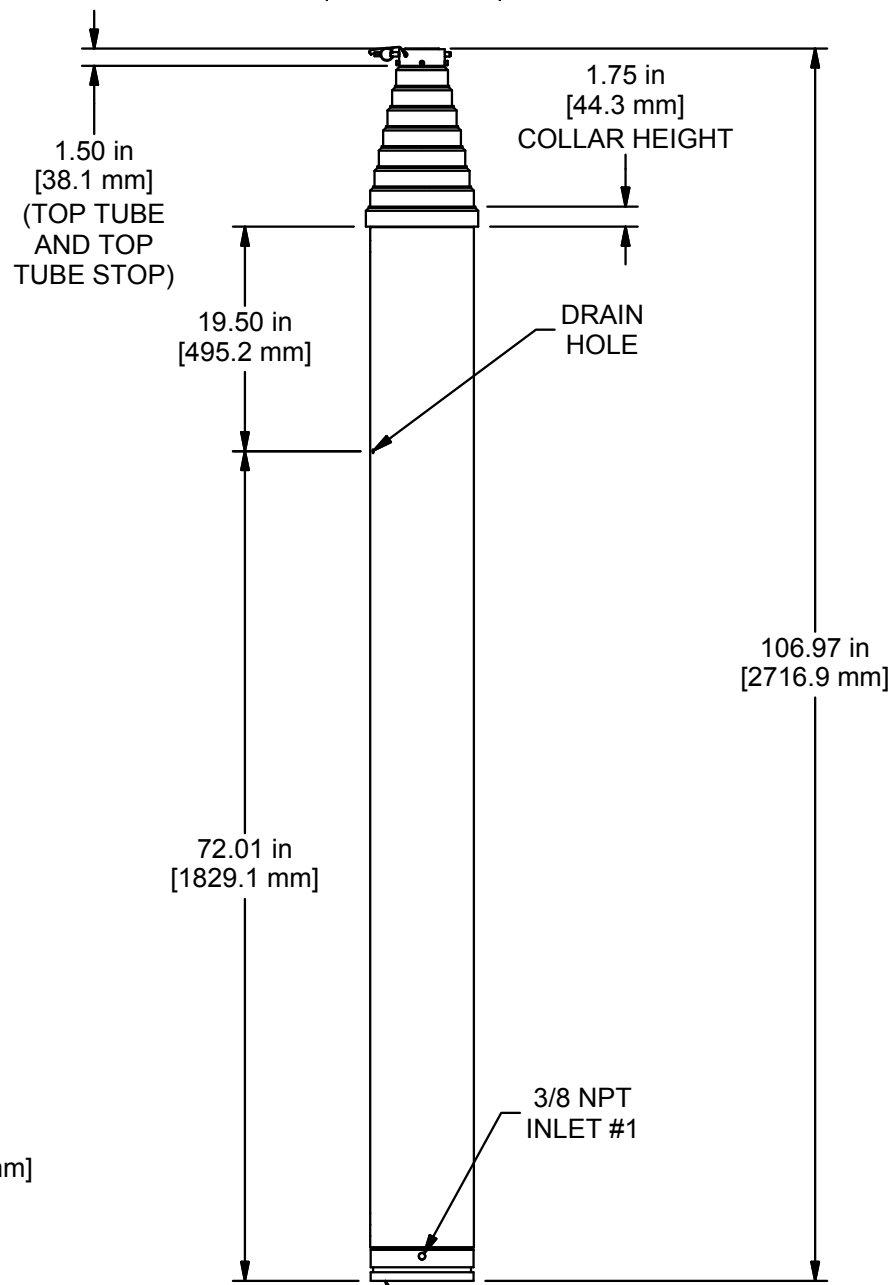 1.75 in
[44.3 mm]
COLLAR HEIGHT
1.50 in
[38.1 mm]
(TOP TUBE
AND TOP
TUBE STOP)
19.50 in
[495.2 mm]
DRAIN
HOLE
106.97 in
[2716.9 mm]
72.01 in
[1829.1 mm]
3/8 NPT
INLET #1
mm]